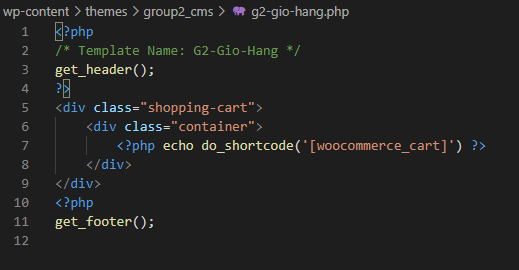 wp-content > themes > group2_cms > g2-gio-hang.php
1 <?php
2 /* Template Name: G2-Gio-Hang */
3 get_header();
4 ?>
5 <div class="shopping-cart">
6     <div class="container">
7         <?php echo do_shortcode('[woocommerce_cart]') ?>
8     </div>
9 </div>
10 <?php
11 get_footer();
12